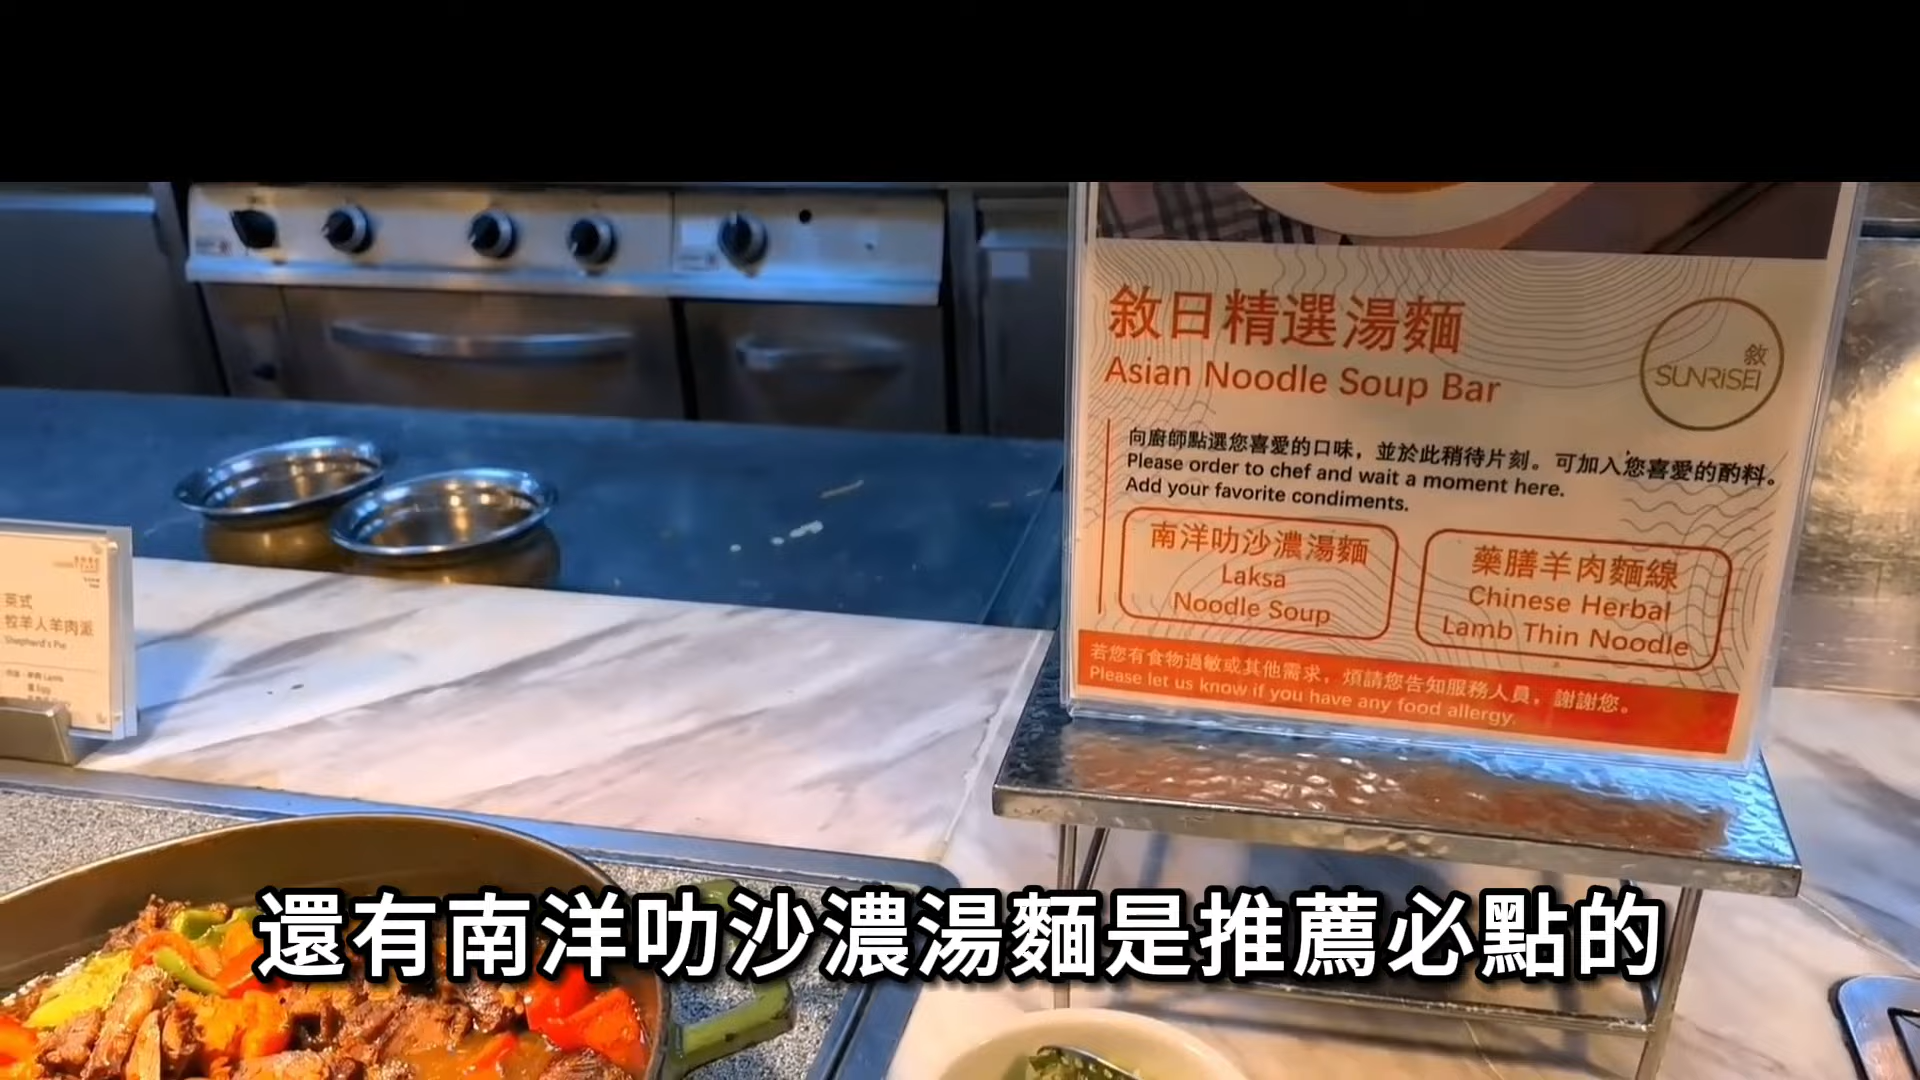 敘日精選湯麵
Asian Noodle Soup Bar
敘
SUNRiSE
向廚師點選您喜愛的口味，並於此稍待片刻。可加入您喜愛的酌料。
Please order to chef and wait a moment here.
Add your favorite condiments.
南洋叻沙濃湯麵
Laksa
Noodle Soup
藥膳羊肉麵線
Chinese Herbal
Lamb Thin Noodle
若您有食物過敏或其他需求，煩請您告知服務人員，謝謝您。
Please let us know if you have any food allergy.
英式
牧羊人羊肉派
Shepherd's Pie
蛋 Egg
還有南洋叻沙濃湯麵是推薦必點的